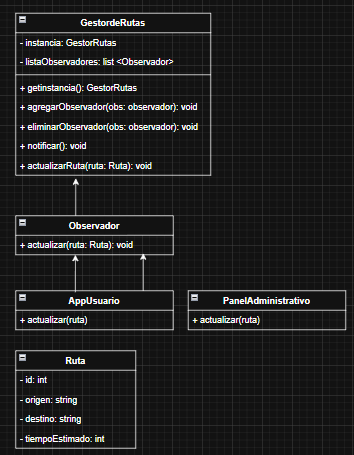 GestordeRutas
- instancia: GestorRutas
- listaObservadores: list <Observador>
+ getinstancia(): GestorRutas
+ agregarObservador(obs: observador): void
+ eliminarObservador(obs: observador): void
+ notificar(): void
+ actualizarRuta(ruta: Ruta): void
Observador
+ actualizar(ruta: Ruta): void
AppUsuario
+ actualizar(ruta)
PanelAdministrativo
+ actualizar(ruta)
Ruta
- id: int
- origen: string
- destino: string
- tiempoEstimado: int